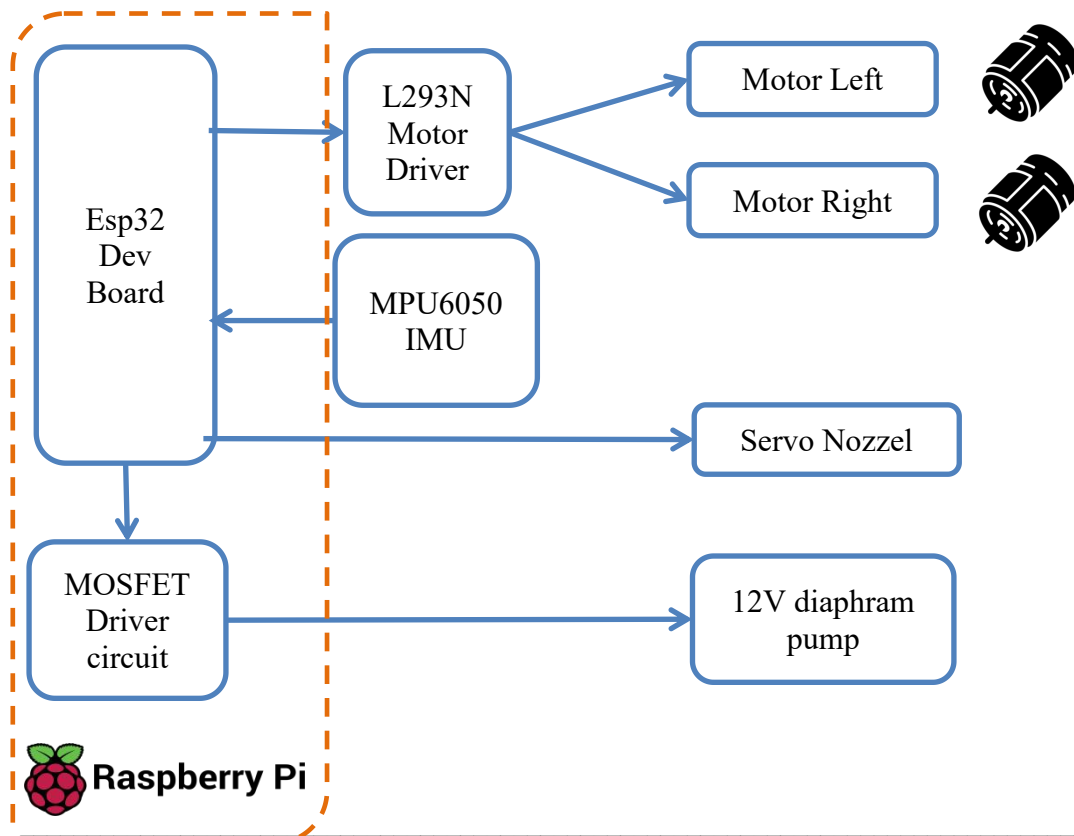 Esp32
Dev
Board
L293N
Motor
Driver
Motor Left
Motor Right
MPU6050
IMU
Servo Nozzel
MOSFET
Driver
circuit
12V diaphram
pump
Raspberry Pi